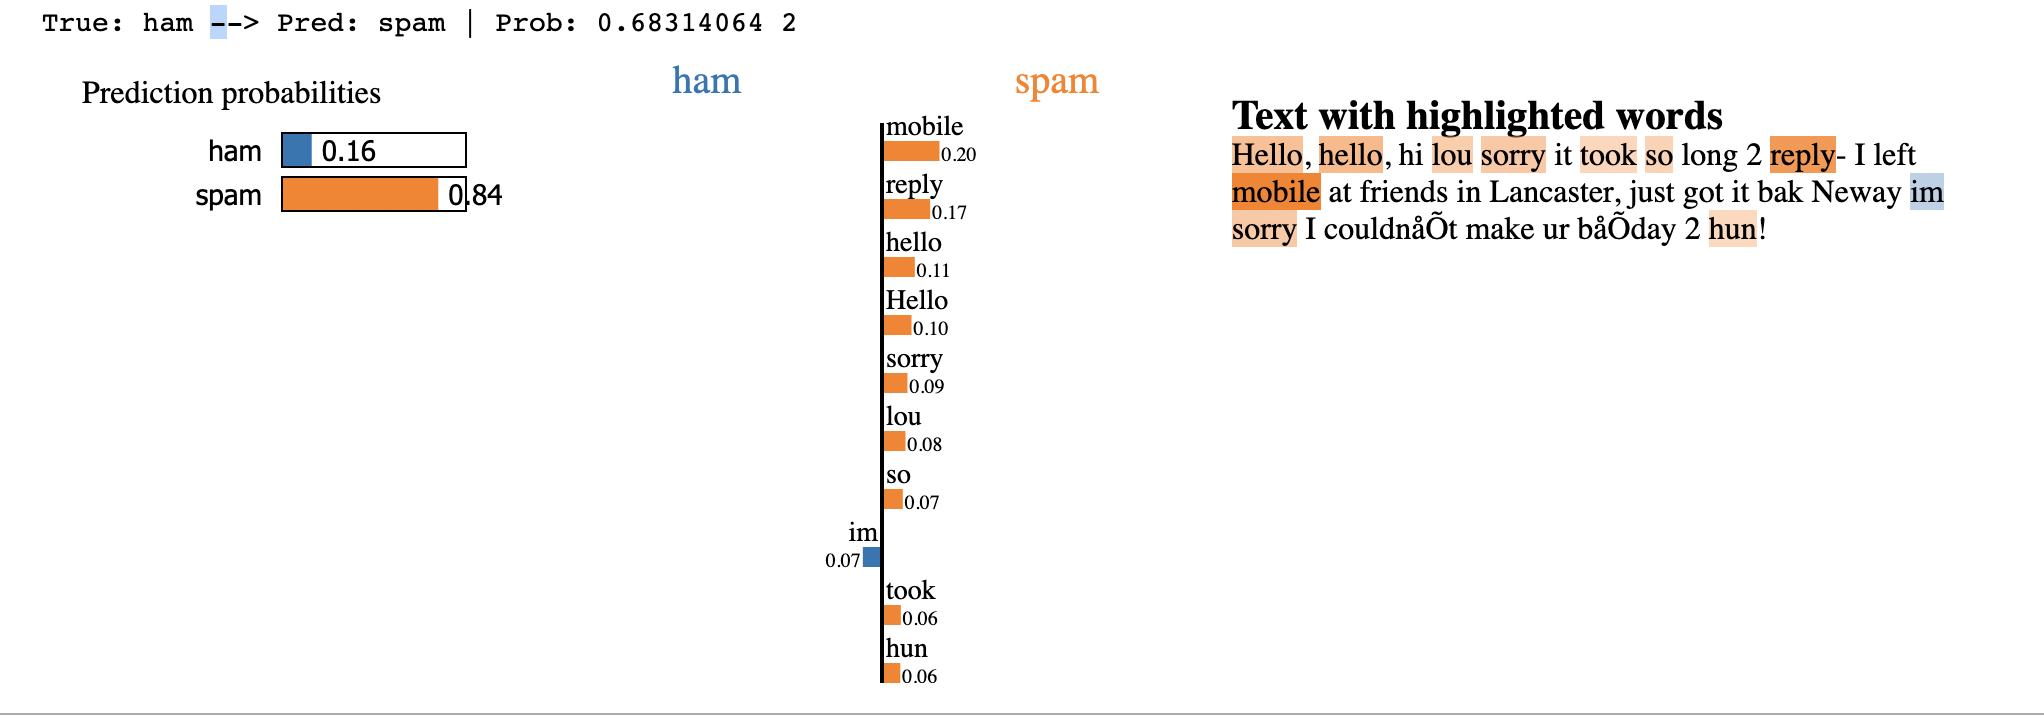 True: ham --> Pred: spam | Prob: 0.68314064 2
Prediction probabilities
ham 0.16
spam 0.84
ham spam
mobile
0.20
reply
0.17
hello
0.11
Hello
0.10
sorry
0.09
lou
0.08
so
0.07
im
0.07
took
0.06
hun
0.06
Text with highlighted words
Hello, hello, hi lou sorry it took so long 2 reply- I left
mobile at friends in Lancaster, just got it bak Neway im
sorry I couldnåÕt make ur båÕday 2 hun!